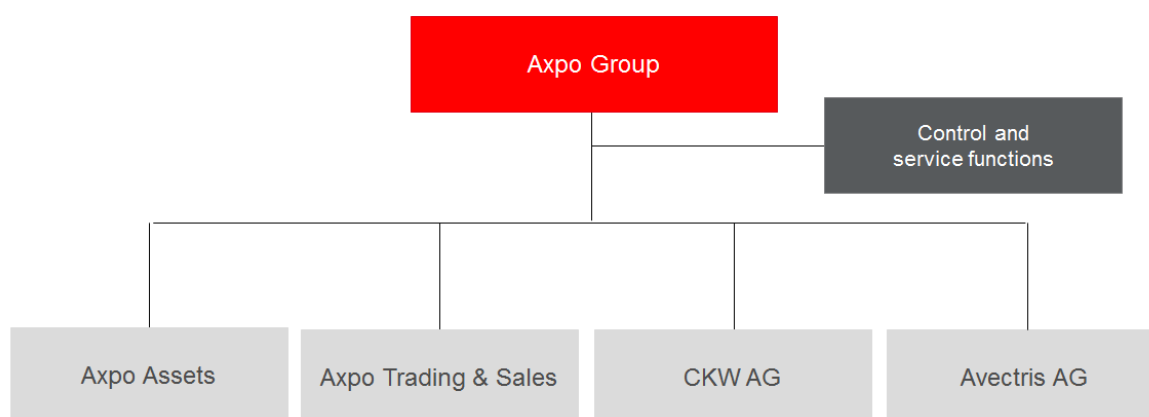 Axpo Group
Control and
service functions
Axpo Assets
Axpo Trading & Sales
CKW AG
Avectris AG